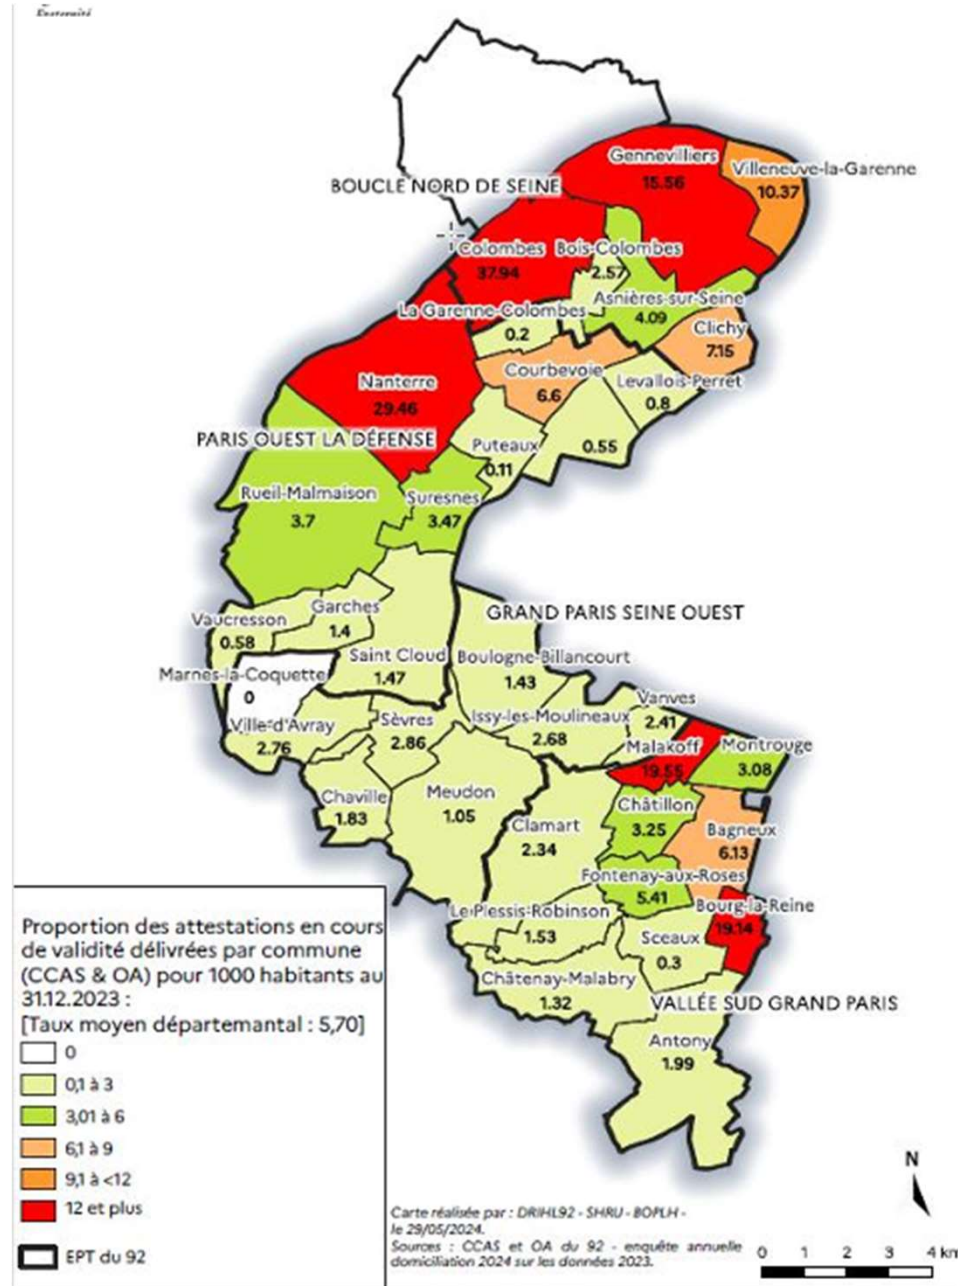 Fraternité
Gennevilliers
15.56
Villeneuve-la-Garenne
10.37
BOUCLE NORD DE SEINE
Colombes
37.94
Bois-Colombes
2.57
Asnières-sur-Seine
4.09
La Garenne-Colombes
0.2
Clichy
7.15
Courbevoie
6.6
Levallois-Perret
0.8
Nanterre
29.46
PARIS OUEST LA DÉFENSE
Puteaux
0.11
0.55
Rueil-Malmaison
3.7
Suresnes
3.47
Garches
1.4
Vaucresson
0.58
GRAND PARIS SEINE OUEST
Saint Cloud
1.47
Boulogne-Billancourt
1.43
Marnes-la-Coquette
0
Ville-d'Avray
2.76
Sèvres
2.86
Issy-les-Moulineaux
2.68
Vanves
2.41
Malakoff
19.55
Montrouge
3.08
Chaville
1.83
Meudon
1.05
Clamart
2.34
Châtillon
3.25
Bagneux
6.13
Fontenay-aux-Roses
5.41
Bourg-la-Reine
19.14
Le Plessis-Robinson
1.53
Sceaux
0.3
Châtenay-Malabry
1.32
VALLÉE SUD GRAND PARIS
Antony
1.99
Proportion des attestations en cours
de validité délivrées par commune
(CCAS & OA) pour 1000 habitants au
31.12.2023 :
[Taux moyen départemantal : 5,70]
0
0,1 à 3
3,01 à 6
6,1 à 9
9,1 à <12
12 et plus
EPT du 92
Carte réalisée par : DRIHL92 - SHRU - BOPLH -
le 29/05/2024.
Sources : CCAS et OA du 92 - enquête annuelle
domiciliation 2024 sur les données 2023.
N
0 1 2 3 4 km